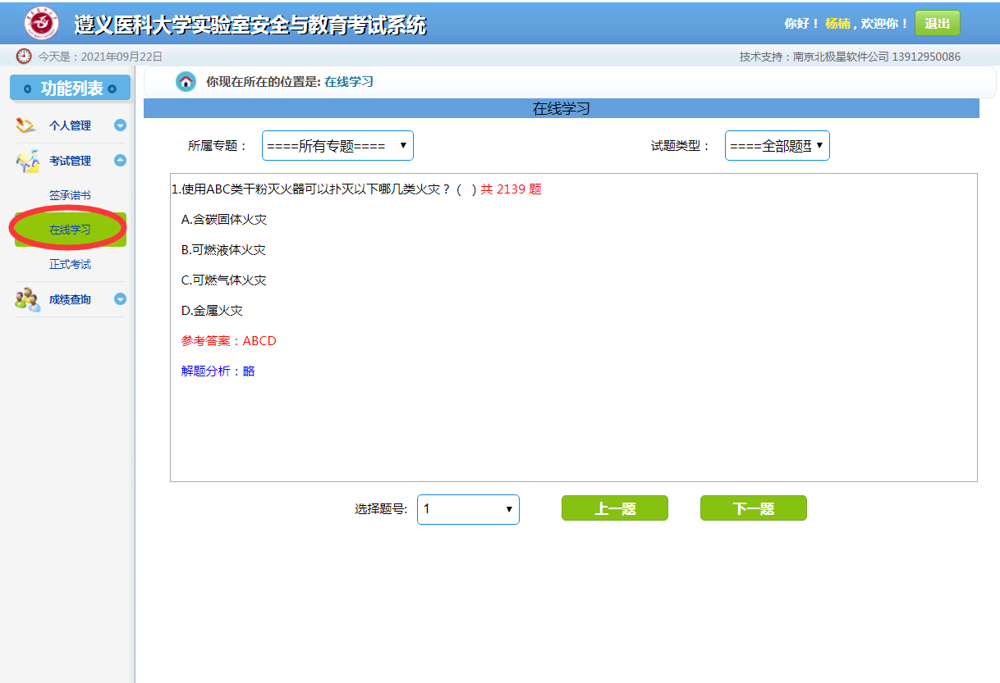 遵义医科大学实验室安全与教育考试系统
你好！ 杨楠 , 欢迎你！ 退出
今天是：2021年09月22日
技术支持：南京北极星软件公司 13912950086
功能列表
你现在所在的位置是: 在线学习
在线学习
个人管理
所属专题： ====所有专题====
试题类型： ====全部题型
考试管理
签承诺书
在线学习
正式考试
成绩查询
1.使用ABC类干粉灭火器可以扑灭以下哪几类火灾？（ ）共 2139 题
A.含碳固体火灾
B.可燃液体火灾
C.可燃气体火灾
D.金属火灾
参考答案：ABCD
解题分析：略
选择题号: 1
上一题
下一题